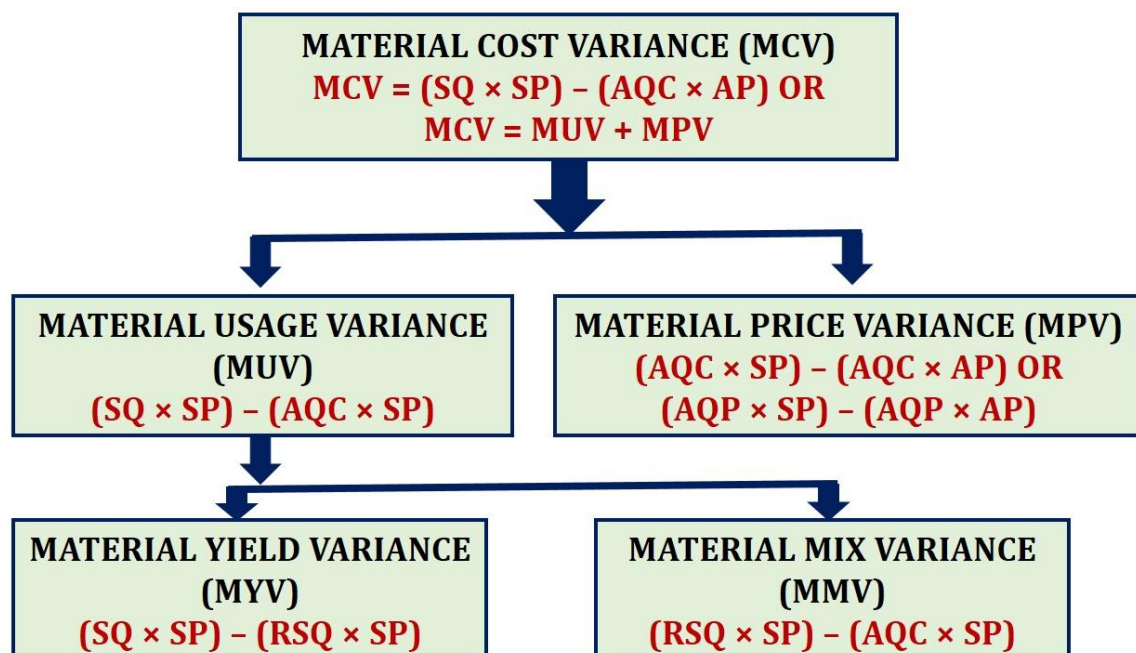 MATERIAL COST VARIANCE (MCV)
MCV = (SQ × SP) – (AQC × AP) OR
MCV = MUV + MPV
MATERIAL USAGE VARIANCE
(MUV)
(SQ × SP) – (AQC × SP)
MATERIAL PRICE VARIANCE (MPV)
(AQC × SP) – (AQC × AP) OR
(AQP × SP) – (AQP × AP)
MATERIAL YIELD VARIANCE
(MYV)
(SQ × SP) – (RSQ × SP)
MATERIAL MIX VARIANCE
(MMV)
(RSQ × SP) – (AQC × SP)